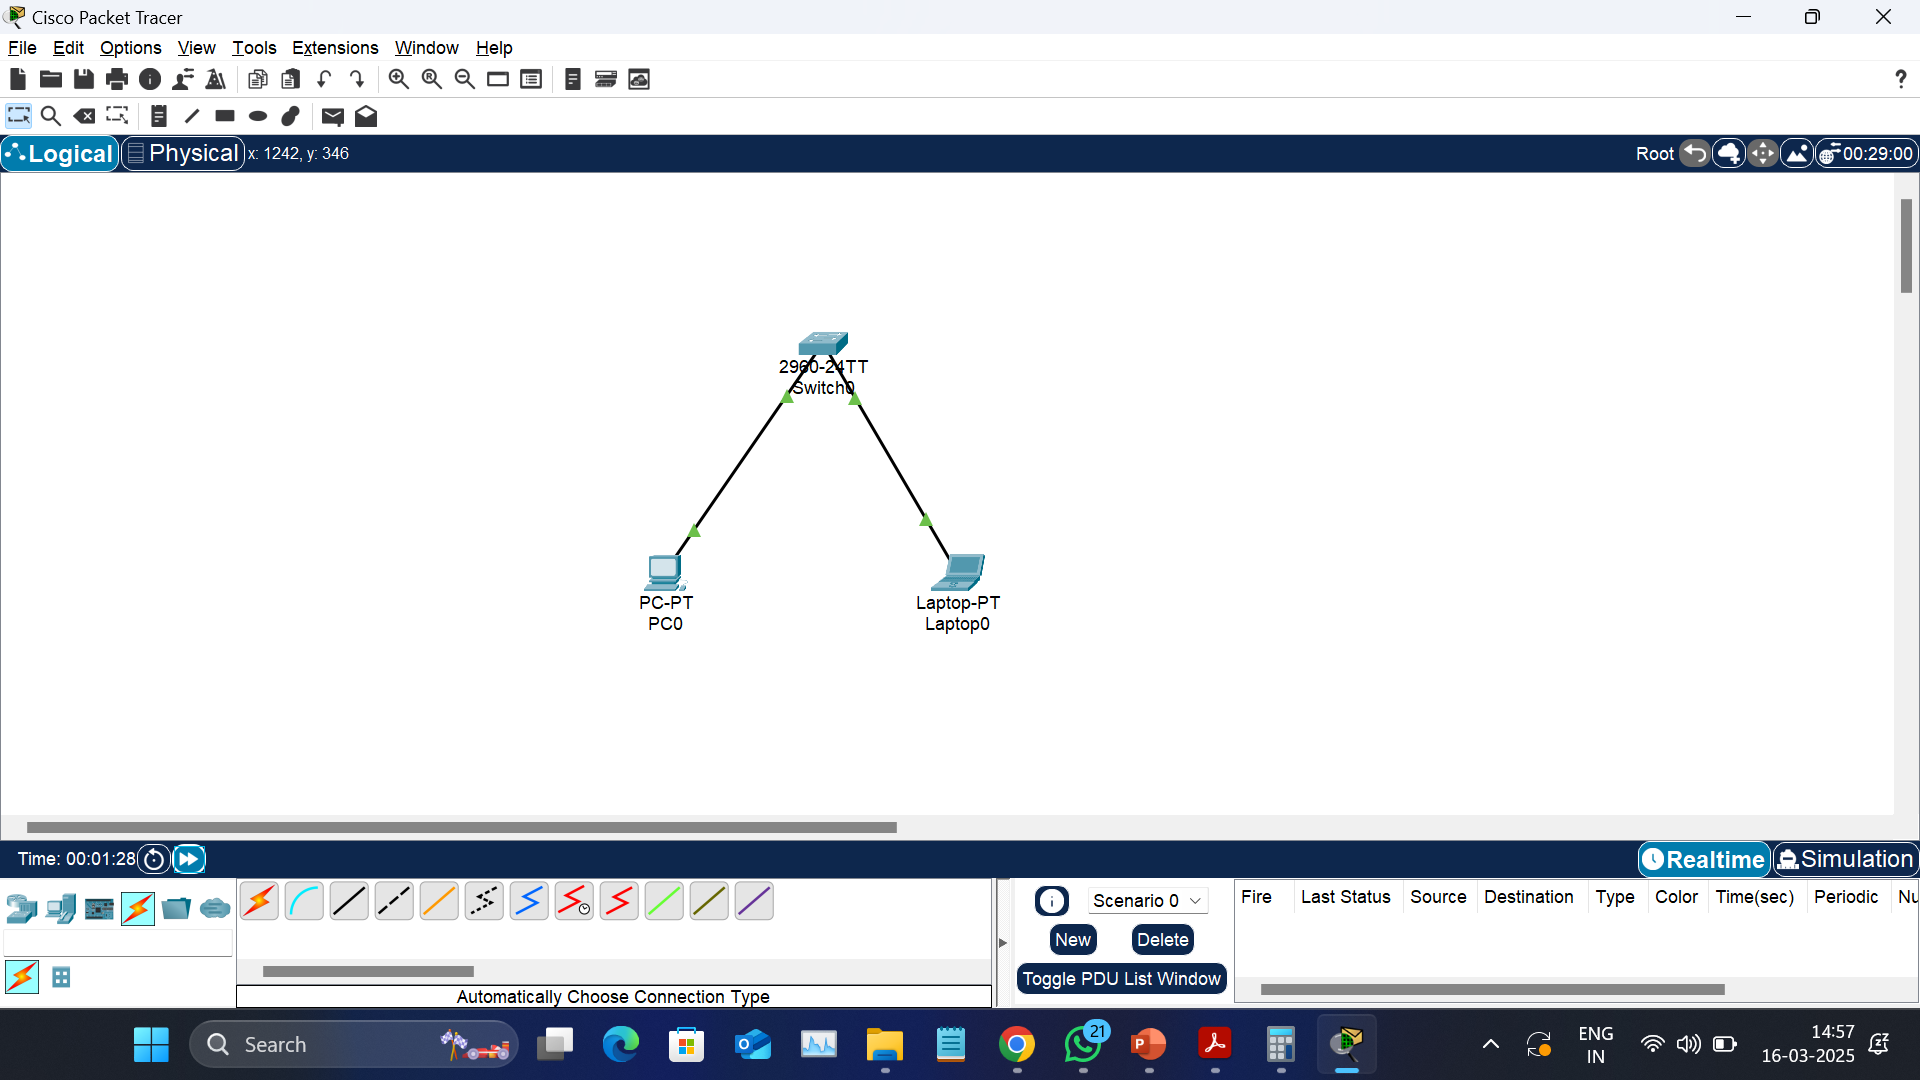 Cisco Packet Tracer
File Edit Options View Tools Extensions Window Help
?
Logical Physical x: 1242, y: 346 Root 00:29:00
2960-24TT
Switch0
PC-PT
PC0
Laptop-PT
Laptop0
Time: 00:01:28 Realtime Simulation
Scenario 0
Fire Last Status Source Destination Type Color Time(sec) Periodic Nu
New Delete
Toggle PDU List Window
Automatically Choose Connection Type
Search
21
ENG
IN
14:57
16-03-2025